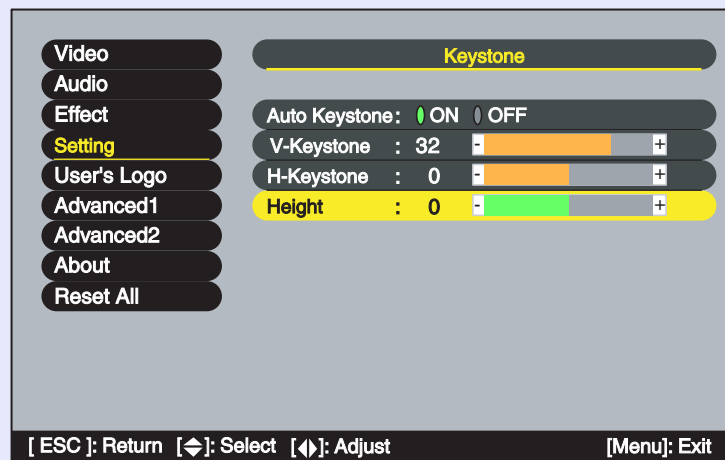 Video
Audio
Effect
Setting
User's Logo
Advanced1
Advanced2
About
Reset All
Keystone
Auto Keystone: ON OFF
V-Keystone : 32 - +
H-Keystone : 0 - +
Height : 0 - +
[ ESC ]: Return [◆]: Select [◆]: Adjust [Menu]: Exit